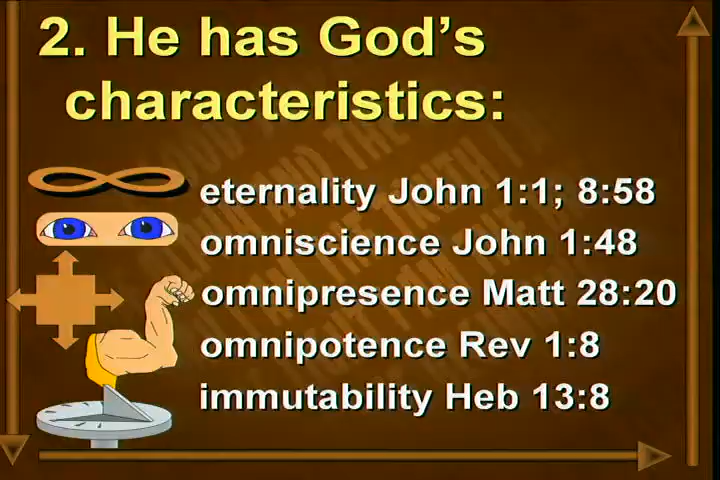 2. He has God's
characteristics:
eternality John 1:1; 8:58
omniscience John 1:48
omnipresence Matt 28:20
omnipotence Rev 1:8
immutability Heb 13:8